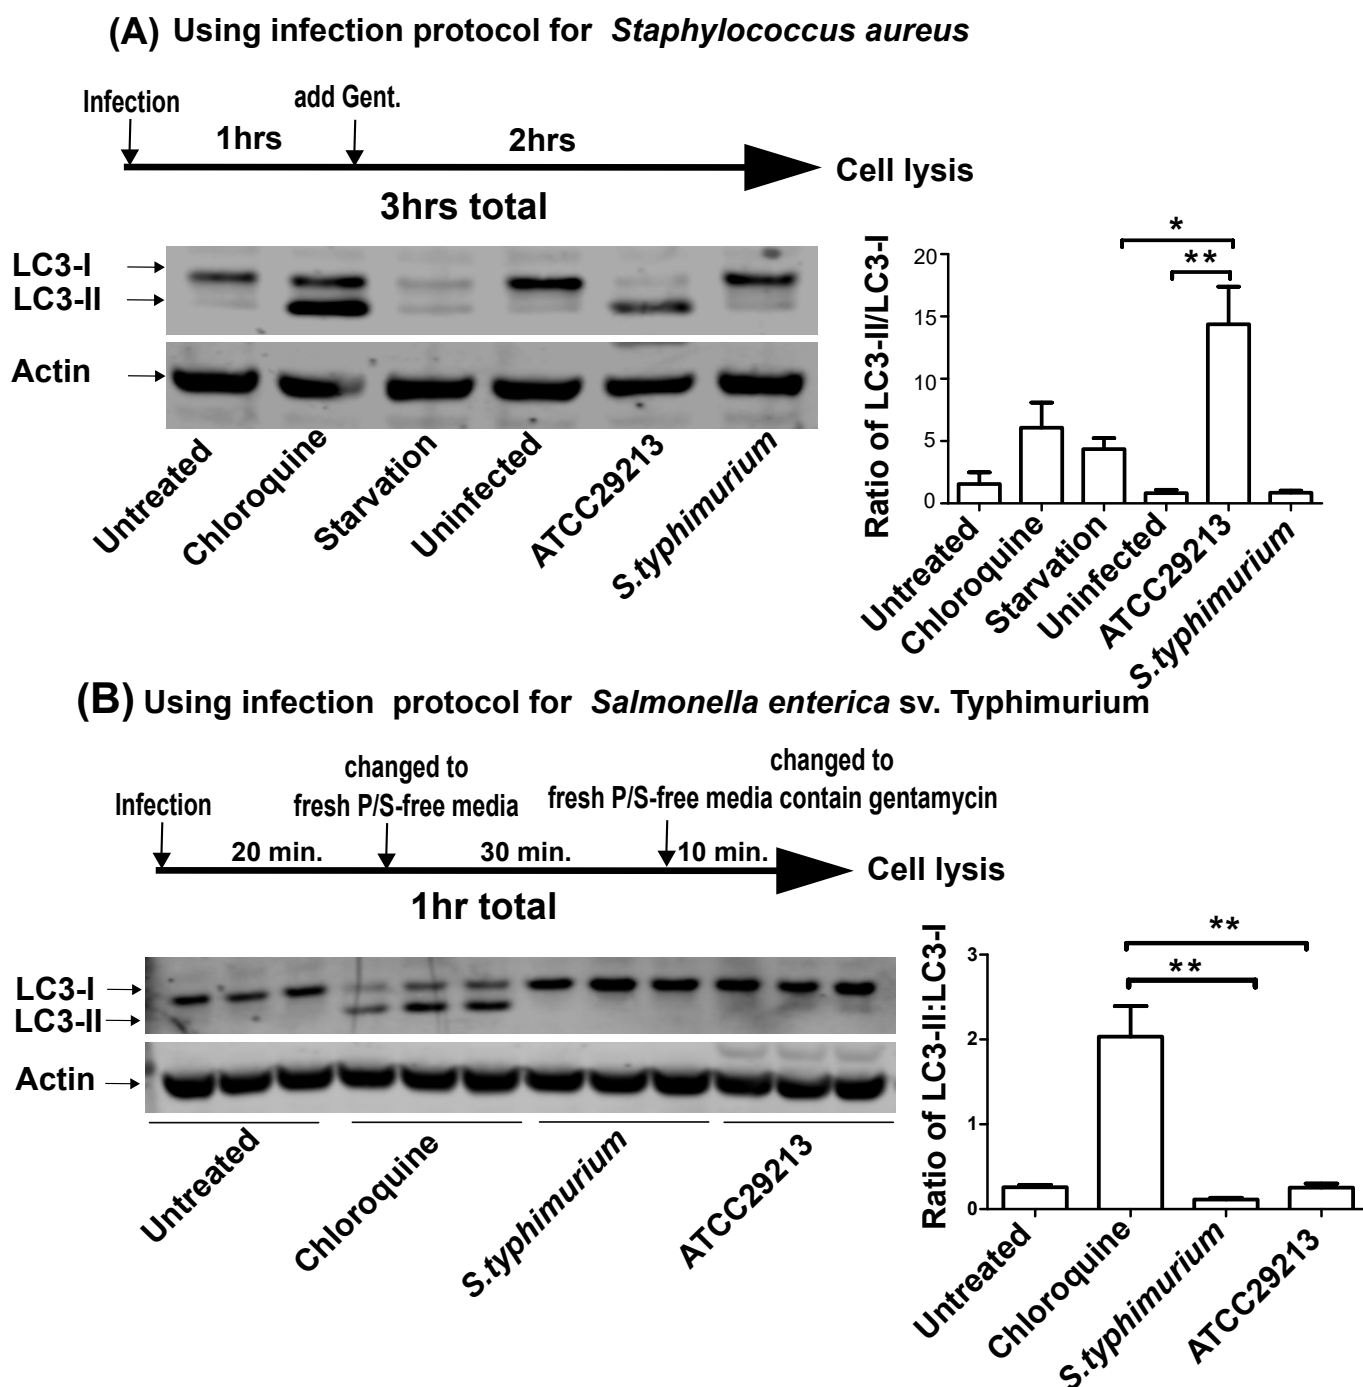 (A) Using infection protocol for Staphylococcus aureus
Infection
add Gent.
1hrs
2hrs
Cell lysis
3hrs total
LC3-I
LC3-II
Actin
Untreated
Chloroquine
Starvation
Uninfected
ATCC29213
S.typhimurium
Ratio of LC3-II/LC3-I
20
15
10
5
0
*
**
Untreated
Chloroquine
Starvation
Uninfected
ATCC29213
S.typhimurium
(B) Using infection protocol for Salmonella enterica sv. Typhimurium
Infection
changed to
fresh P/S-free media
changed to
fresh P/S-free media contain gentamycin
20 min.
30 min.
10 min.
Cell lysis
1hr total
LC3-I
LC3-II
Actin
Untreated
Chloroquine
S.typhimurium
ATCC29213
Ratio of LC3-II:LC3-I
3
2
1
0
**
**
Untreated
Chloroquine
S.typhimurium
ATCC29213